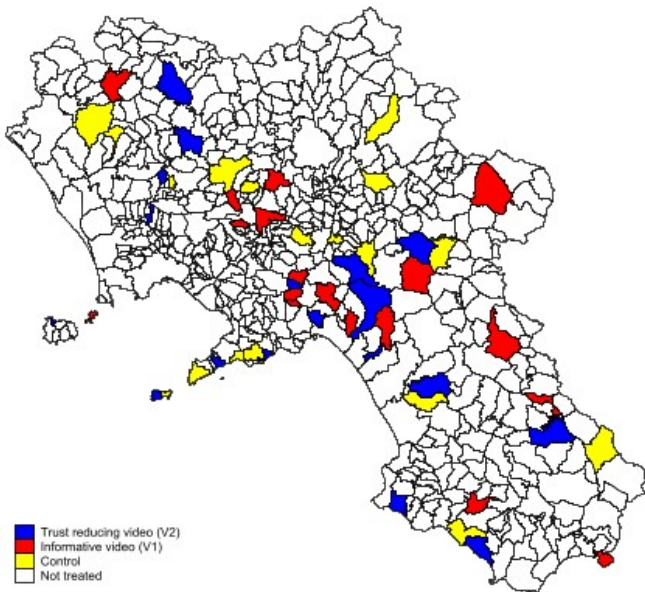 Trust reducing video (V2)
Informative video (V1)
Control
Not treated